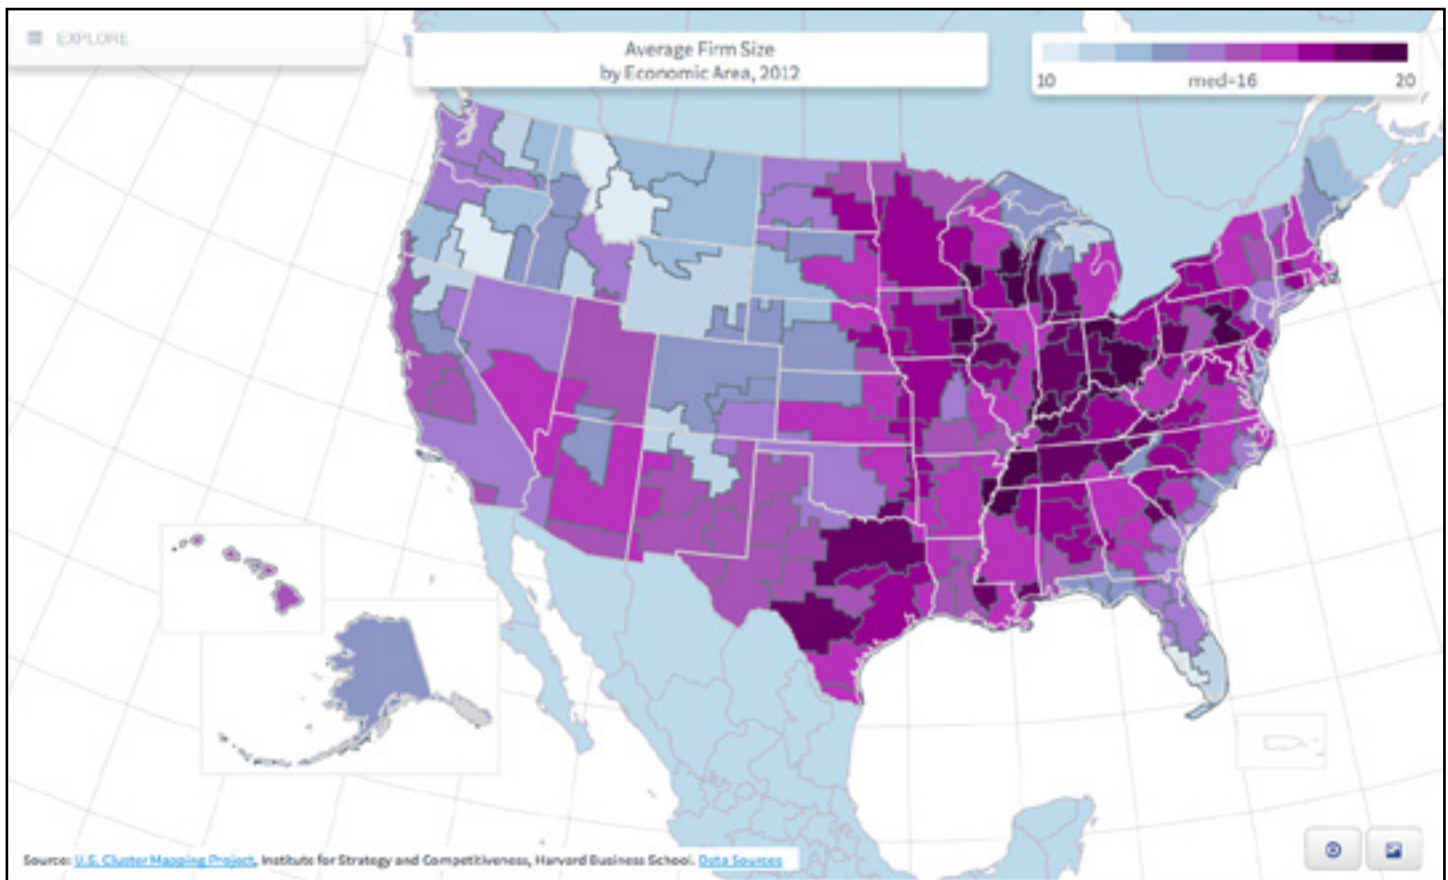 EXPLORE
Average Firm Size
by Economic Area, 2012
10 med=16 20
Source: U.S. Cluster Mapping Project, Institute for Strategy and Competitiveness, Harvard Business School. Data Sources